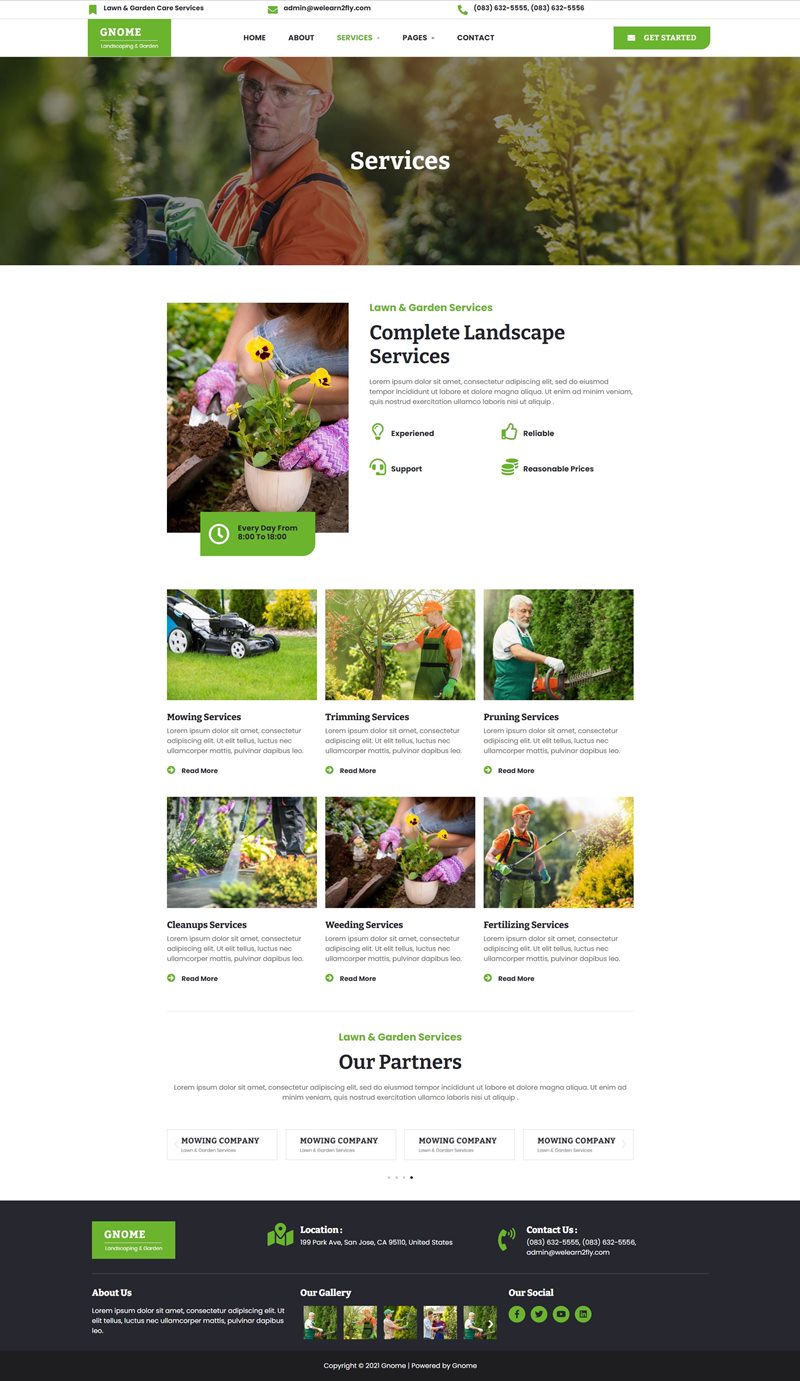 Lawn & Garden Care Services
admin@welearn2fly.com
(083) 632-5555, (083) 632-5556
GNOME
Landscaping & Garden
HOME
ABOUT
SERVICES
PAGES
CONTACT
GET STARTED
Services
Lawn & Garden Services
Complete Landscape
Services
Lorem ipsum dolor sit amet, consectetur adipiscing elit, sed do eiusmod
tempor incididunt ut labore et dolore magna aliqua. Ut enim ad minim veniam,
quis nostrud exercitation ullamco laboris nisi ut aliquip .
Experiened
Reliable
Support
Reasonable Prices
Every Day From
8:00 To 18:00
Mowing Services
Lorem ipsum dolor sit amet, consectetur
adipiscing elit. Ut elit tellus, luctus nec
ullamcorper mattis, pulvinar dapibus leo.
Read More
Trimming Services
Lorem ipsum dolor sit amet, consectetur
adipiscing elit. Ut elit tellus, luctus nec
ullamcorper mattis, pulvinar dapibus leo.
Read More
Pruning Services
Lorem ipsum dolor sit amet, consectetur
adipiscing elit. Ut elit tellus, luctus nec
ullamcorper mattis, pulvinar dapibus leo.
Read More
Cleanups Services
Lorem ipsum dolor sit amet, consectetur
adipiscing elit. Ut elit tellus, luctus nec
ullamcorper mattis, pulvinar dapibus leo.
Read More
Weeding Services
Lorem ipsum dolor sit amet, consectetur
adipiscing elit. Ut elit tellus, luctus nec
ullamcorper mattis, pulvinar dapibus leo.
Read More
Fertilizing Services
Lorem ipsum dolor sit amet, consectetur
adipiscing elit. Ut elit tellus, luctus nec
ullamcorper mattis, pulvinar dapibus leo.
Read More
Lawn & Garden Services
Our Partners
Lorem ipsum dolor sit amet, consectetur adipiscing elit, sed do eiusmod tempor incididunt ut labore et dolore magna aliqua. Ut enim ad
minim veniam, quis nostrud exercitation ullamco laboris nisi ut aliquip .
MOWING COMPANY
Lawn & Garden Services
MOWING COMPANY
Lawn & Garden Services
MOWING COMPANY
Lawn & Garden Services
MOWING COMPANY
Lawn & Garden Services
GNOME
Landscaping & Garden
Location :
199 Park Ave, San Jose, CA 95110, United States
Contact Us :
(083) 632-5555, (083) 632-5556,
admin@welearn2fly.com
About Us
Lorem ipsum dolor sit amet, consectetur adipiscing elit. Ut
elit tellus, luctus nec ullamcorper mattis, pulvinar dapibus
leo.
Our Gallery
Our Social
Copyright © 2021 Gnome | Powered by Gnome